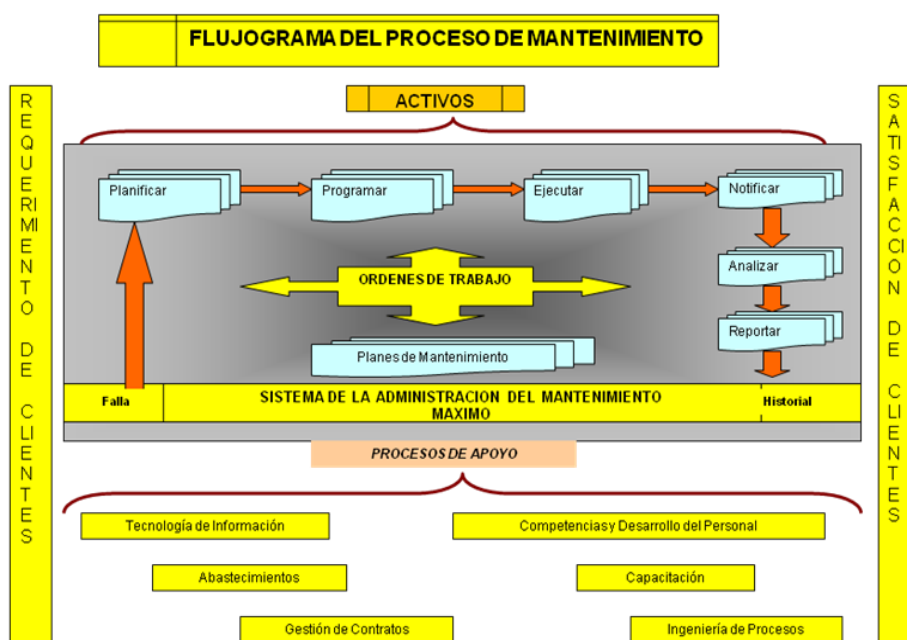 FLUJOGRAMA DEL PROCESO DE MANTENIMIENTO
ACTIVOS
REQUERIMIENTO DE CLIENTES
SATISFACCION DE CLIENTES
Planificar
Programar
Ejecutar
Notificar
Analizar
Reportar
ORDENES DE TRABAJO
Planes de Mantenimiento
Falla
SISTEMA DE LA ADMINISTRACION DEL MANTENIMIENTO
MAXIMO
Historial
PROCESOS DE APOYO
Tecnología de Información
Competencias y Desarrollo del Personal
Abastecimientos
Capacitación
Gestión de Contratos
Ingeniería de Procesos